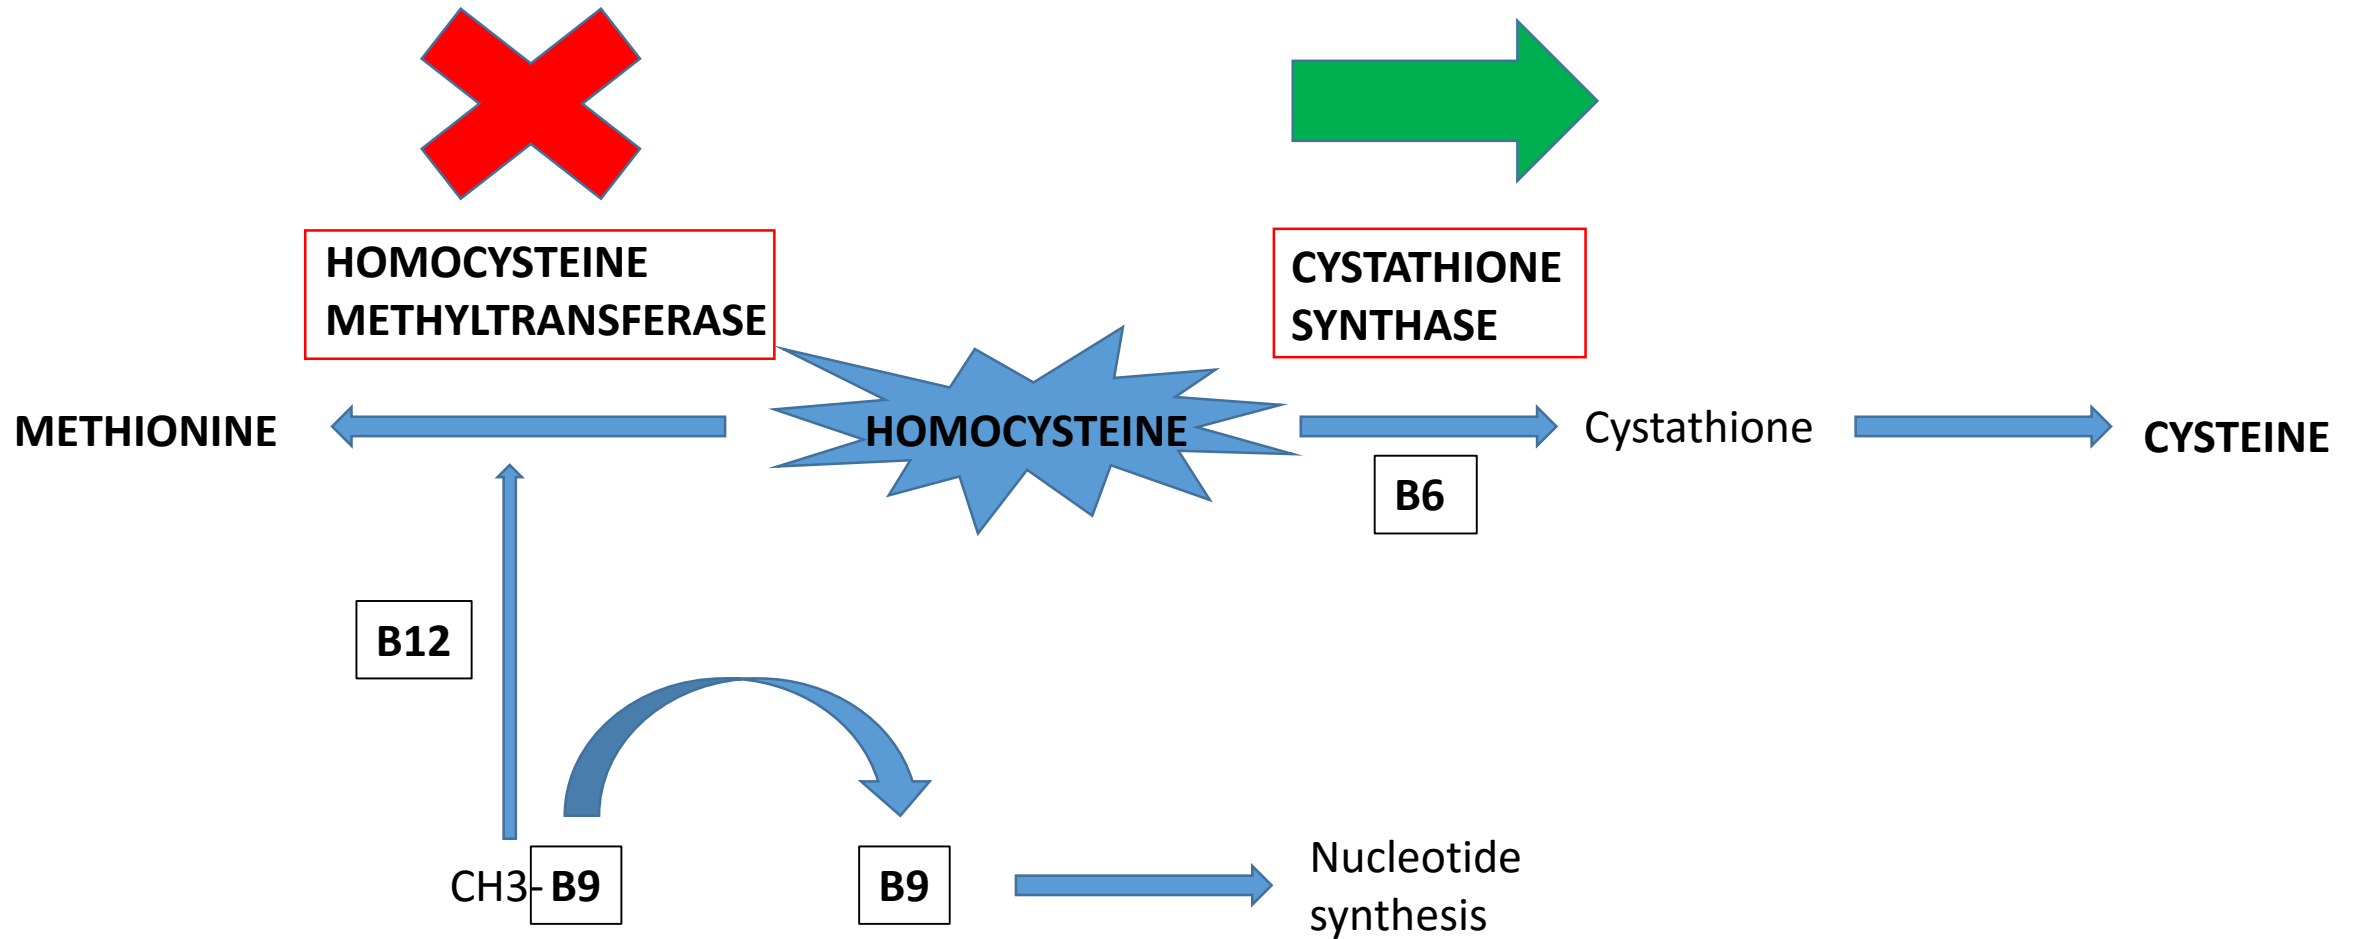 HOMOCYSTEINE
METHYLTRANSFERASE
CYSTATHIONE
SYNTHASE
METHIONINE
HOMOCYSTEINE
Cystathione
CYSTEINE
B6
B12
CH3- B9
B9
Nucleotide
synthesis